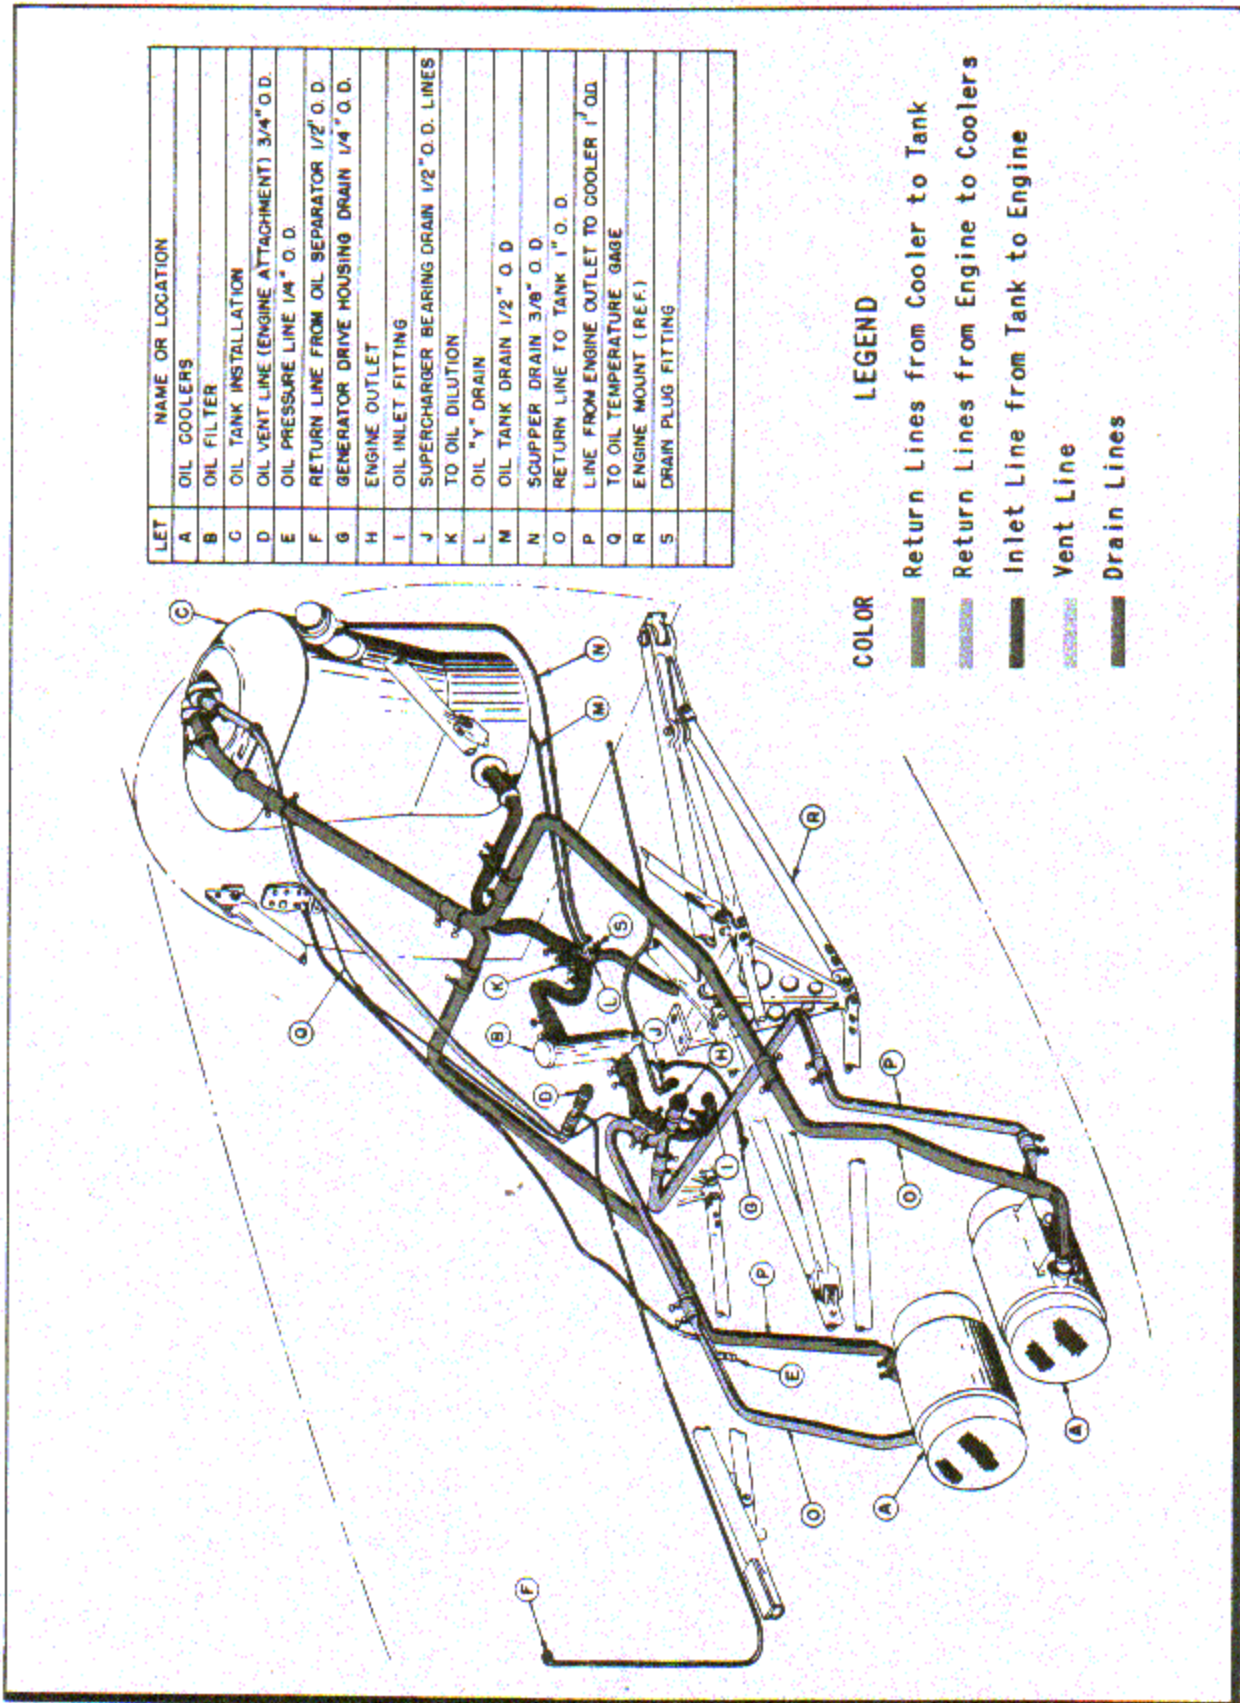 LET NAME OR LOCATION
A OIL COOLERS
B OIL FILTER
C OIL TANK INSTALLATION
D OIL VENT LINE (ENGINE ATTACHMENT) 3/4" O.D.
E OIL PRESSURE LINE 1/4" O.D.
F RETURN LINE FROM OIL SEPARATOR 1/2" O.D.
G GENERATOR DRIVE HOUSING DRAIN 1/4" O.D.
H ENGINE OUTLET
I OIL INLET FITTING
J SUPERCHARGER BEARING DRAIN 1/2" O.D. LINES
K TO OIL DILUTION
L OIL "Y" DRAIN
M OIL TANK DRAIN 1/2" O.D
N SCUPPER DRAIN 3/8" O.D.
O RETURN LINE TO TANK 1" O.D.
P LINE FROM ENGINE OUTLET TO COOLER 1" O.D.
Q TO OIL TEMPERATURE GAGE
R ENGINE MOUNT (REF.)
S DRAIN PLUG FITTING
COLOR LEGEND
Return Lines from Cooler to Tank
Return Lines from Engine to Coolers
Inlet Line from Tank to Engine
Vent Line
Drain Lines
C
N
M
R
Q
K
S
L
B
J
D
H
P
I
G
O
P
E
O
A
A
F